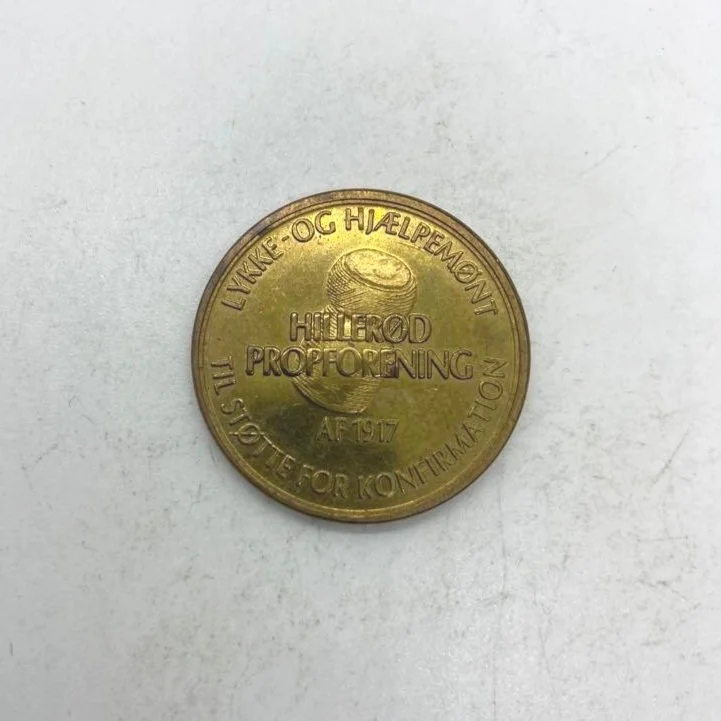 LYKKE-OG HJÆLPEMØNT
HILLERØD
PROPFORENING
AF 1917
TIL STØTTE FOR KONFIRMATION